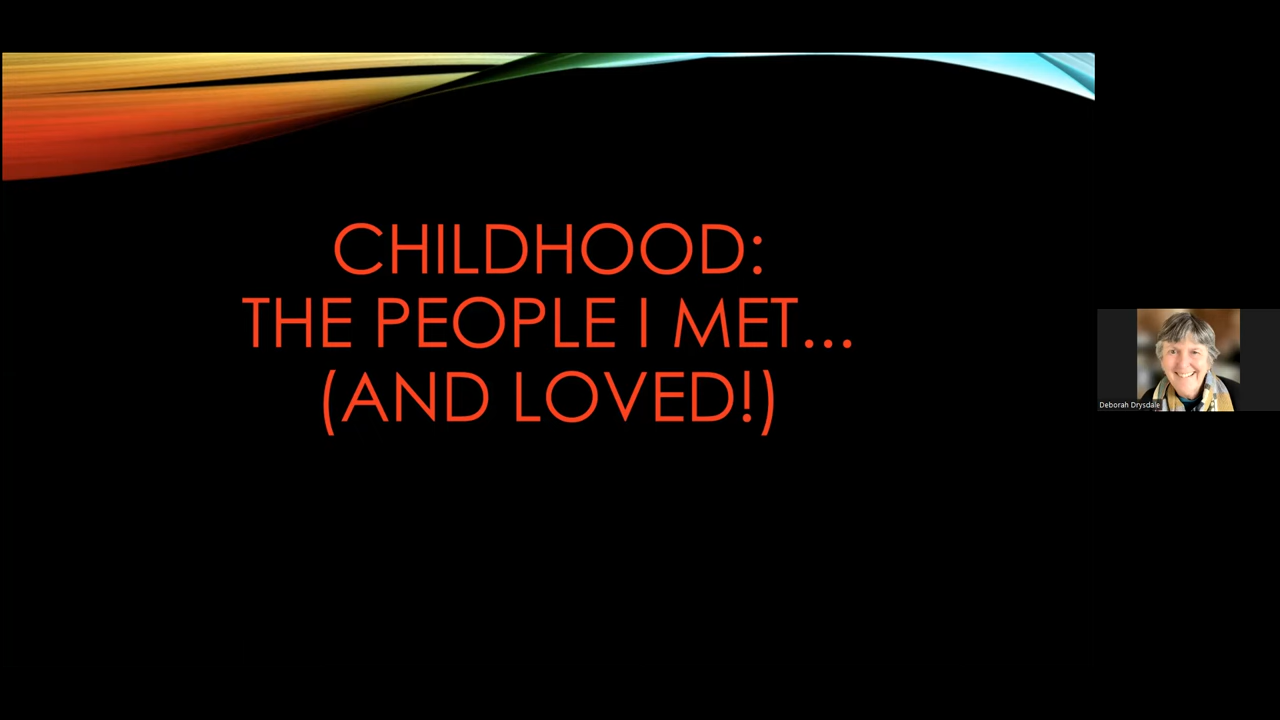 CHILDHOOD:
THE PEOPLE I MET...
(AND LOVED!)
Deborah Drysdale